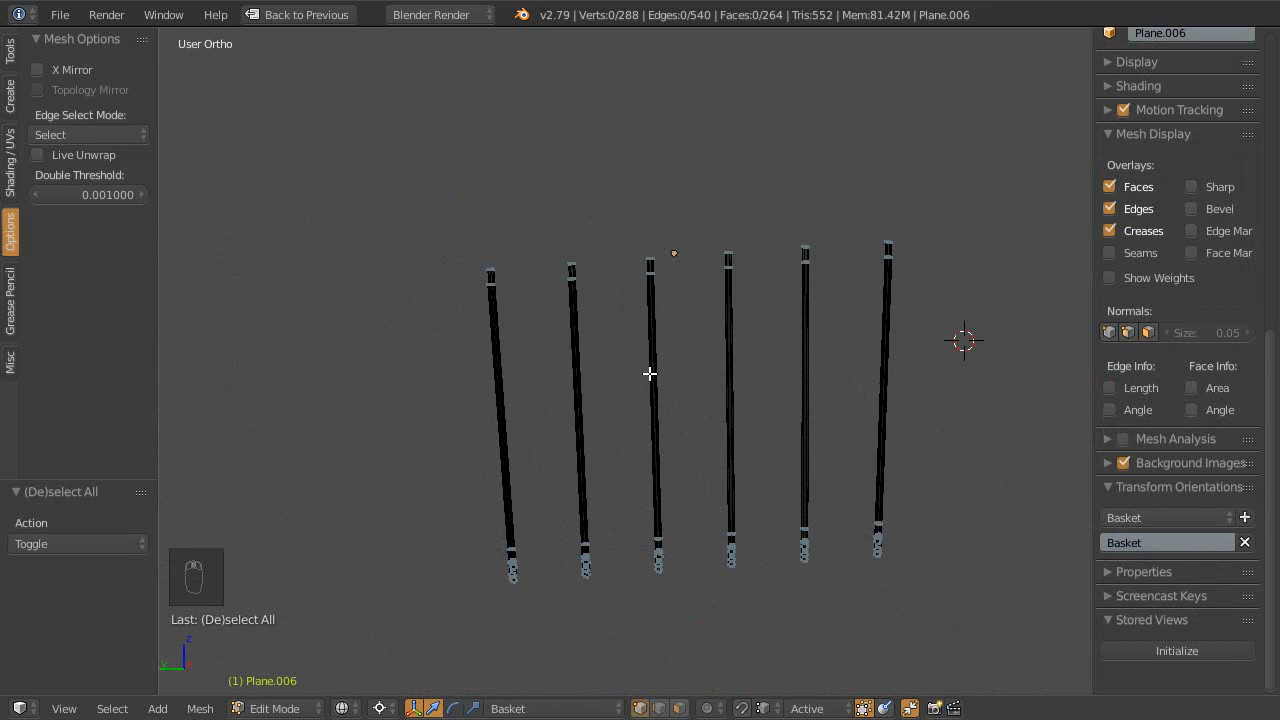 File Render Window Help Back to Previous Blender Render v2.79 | Verts:0/288 | Edges:0/540 | Faces:0/264 | Tris:552 | Mem:81.42M | Plane.006
Mesh Options
User Ortho
Plane.006
Tools
Create
Shading / UVs
Options
Grease Pencil
Misc
X Mirror
Topology Mirror
Edge Select Mode:
Select
Live Unwrap
Double Threshold:
0.001000
Display
Shading
Motion Tracking
Mesh Display
Overlays:
Faces Sharp
Edges Bevel
Creases Edge Mar
Seams Face Mar
Show Weights
Normals:
Size: 0.05
Edge Info: Face Info:
Length Area
Angle Angle
Mesh Analysis
Background Images
Transform Orientations
Basket
Basket
Properties
Screencast Keys
Stored Views
Initialize
(De)select All
Action
Toggle
Last: (De)select All
z
(1) Plane.006
View Select Add Mesh Edit Mode Basket Active